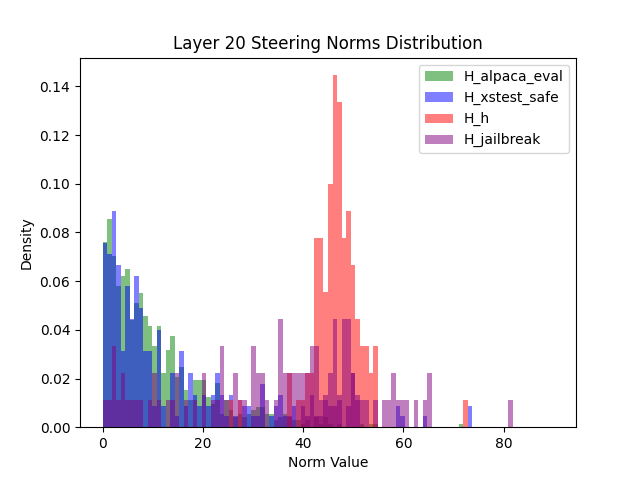 Layer 20 Steering Norms Distribution
H_alpaca_eval
H_xstest_safe
H_h
H_jailbreak
0.14
0.12
0.10
0.08
0.06
0.04
0.02
0.00
Density
0 20 40 60 80
Norm Value